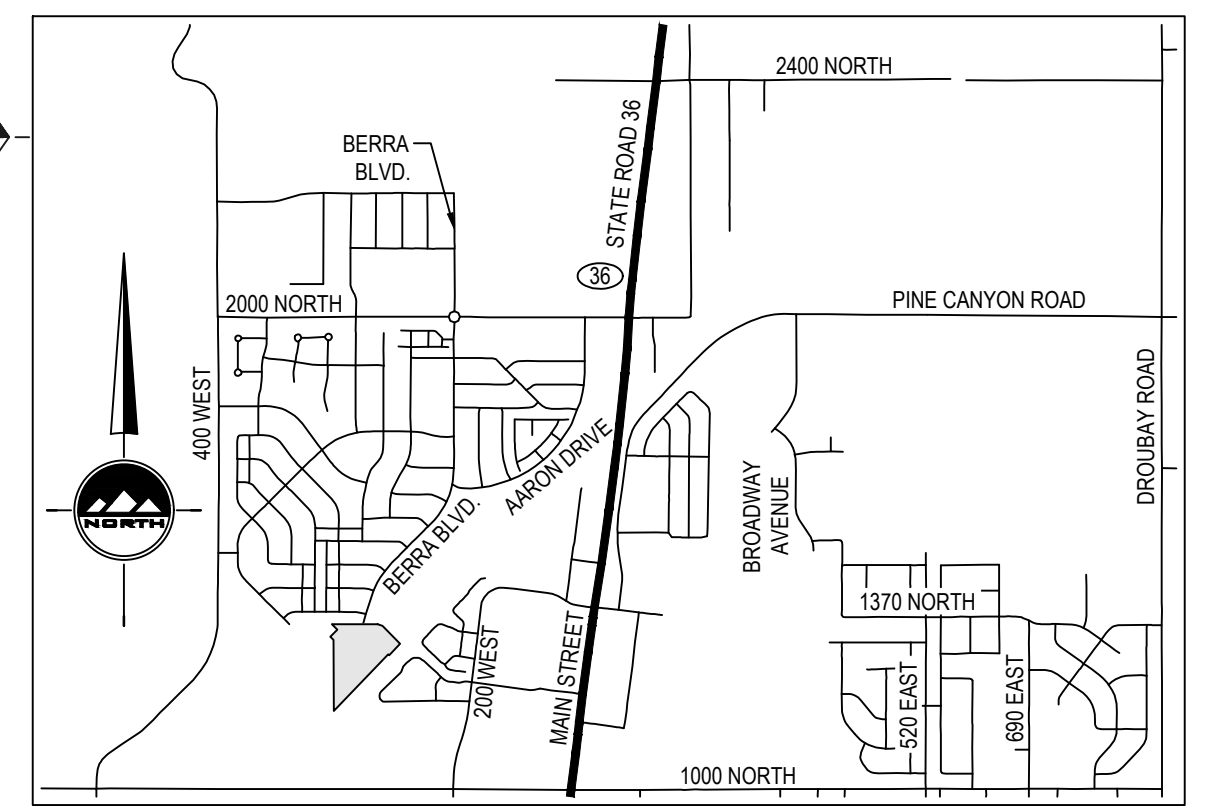 2400 NORTH
STATE ROAD 36
BERRA
BLVD.
36
2000 NORTH
PINE CANYON ROAD
400 WEST
DROUBAY ROAD
AARON DRIVE
BROADWAY
AVENUE
NORTH
BERRA BLVD.
1370 NORTH
200 WEST
MAIN STREET
520 EAST
690 EAST
1000 NORTH